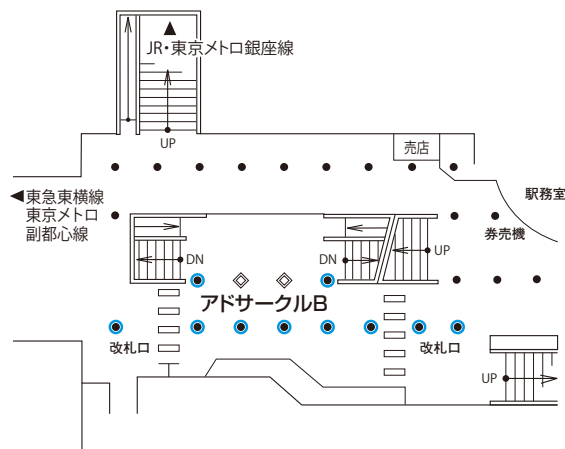 JR・東京メトロ銀座線
UP
売店
駅務室
東急東横線
東京メトロ
副都心線
券売機
DN
DN
UP
アドサークルB
改札口
改札口
UP